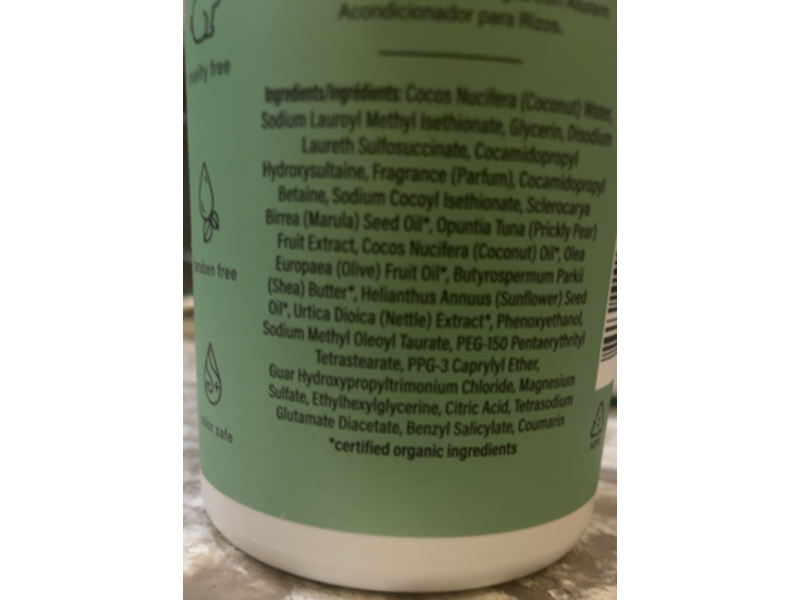 Acondicionador para Rizos.
cruelty free
Ingredients/Ingrédients: Cocos Nucifera (Coconut) Water,
Sodium Lauroyl Methyl Isethionate, Glycerin, Disodium
Laureth Sulfosuccinate, Cocamidopropyl
Hydroxysultaine, Fragrance (Parfum), Cocamidopropyl
Betaine, Sodium Cocoyl Isethionate, Sclerocarya
Birrea (Marula) Seed Oil*, Opuntia Tuna (Prickly Pear)
Fruit Extract, Cocos Nucifera (Coconut) Oil*, Olea
Europaea (Olive) Fruit Oil*, Butyrospermum Parkii
(Shea) Butter*, Helianthus Annuus (Sunflower) Seed
Oil*, Urtica Dioica (Nettle) Extract*, Phenoxyethanol,
Sodium Methyl Oleoyl Taurate, PEG-150 Pentaerythrityl
Tetrastearate, PPG-3 Caprylyl Ether,
Guar Hydroxypropyltrimonium Chloride, Magnesium
Sulfate, Ethylhexylglycerine, Citric Acid, Tetrasodium
Glutamate Diacetate, Benzyl Salicylate, Coumarin
*certified organic ingredients
paraben free
color safe